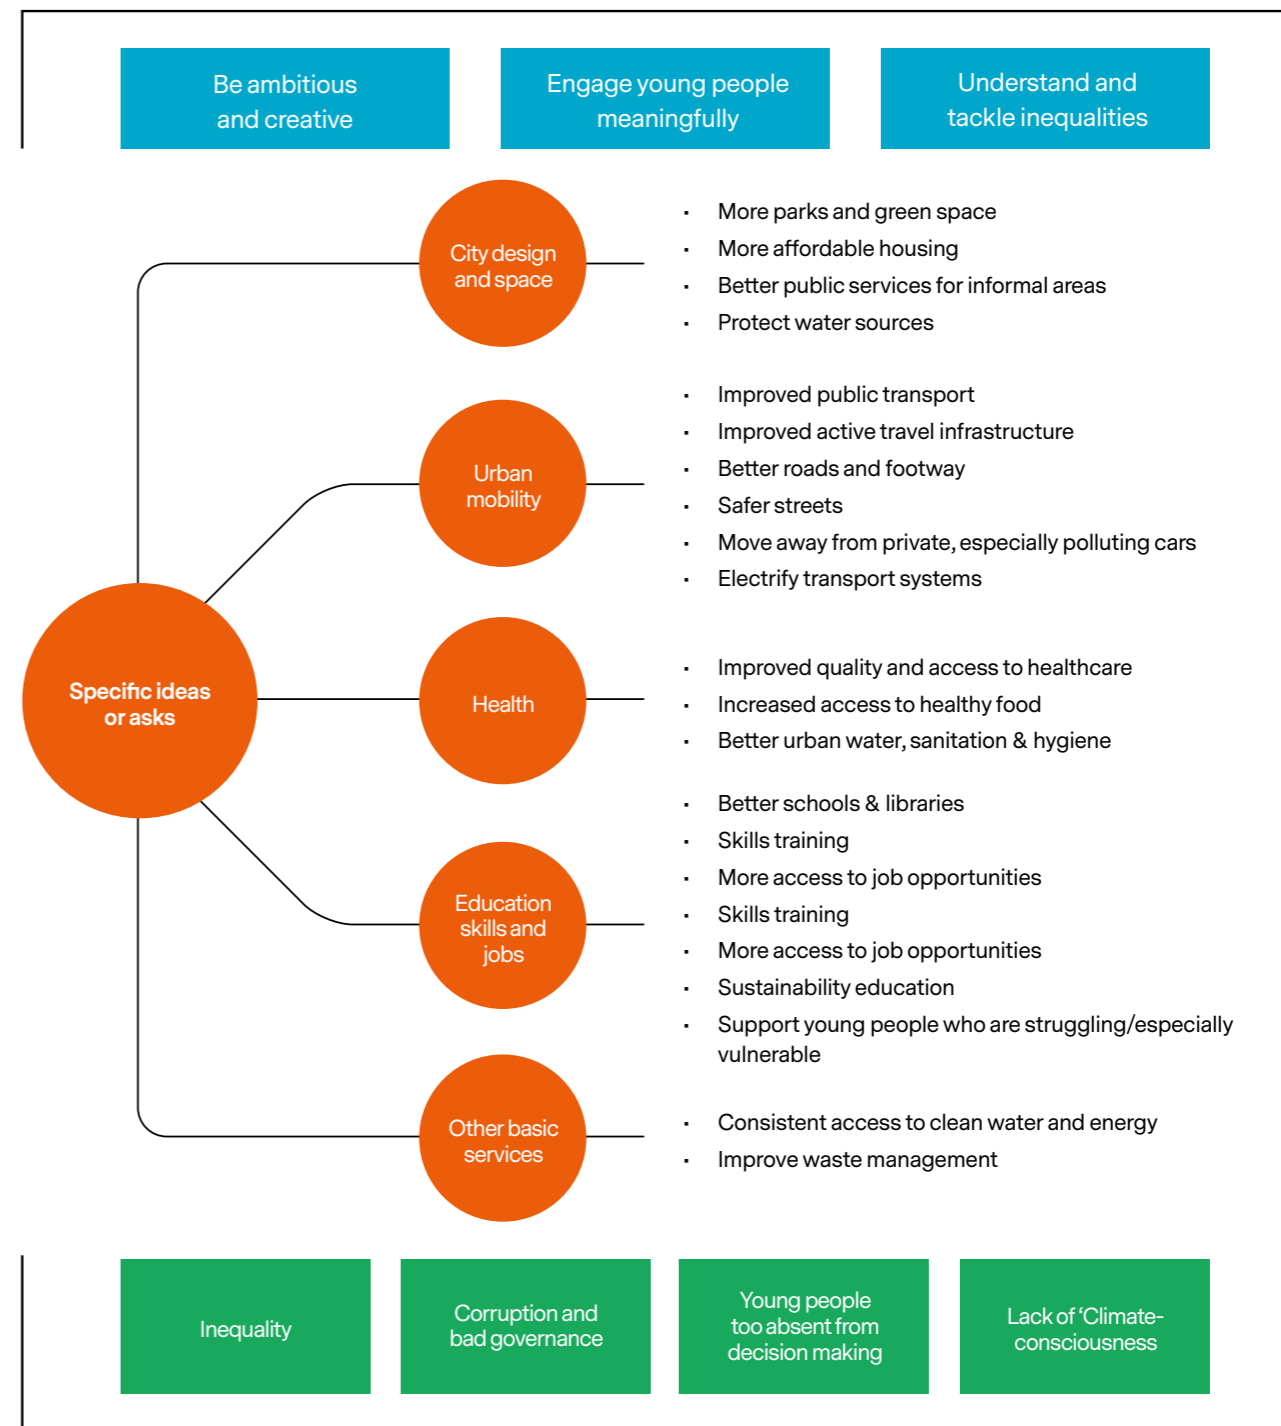 Be ambitious
and creative
Engage young people
meaningfully
Understand and
tackle inequalities
Specific ideas
or asks
City design
and space
· More parks and green space
· More affordable housing
· Better public services for informal areas
· Protect water sources
Urban
mobility
· Improved public transport
· Improved active travel infrastructure
· Better roads and footway
· Safer streets
· Move away from private, especially polluting cars
· Electrify transport systems
Health
· Improved quality and access to healthcare
· Increased access to healthy food
· Better urban water, sanitation & hygiene
Education
skills and
jobs
· Better schools & libraries
· Skills training
· More access to job opportunities
· Skills training
· More access to job opportunities
· Sustainability education
· Support young people who are struggling/especially
vulnerable
Other basic
services
· Consistent access to clean water and energy
· Improve waste management
Inequality
Corruption and
bad governance
Young people
too absent from
decision making
Lack of ‘Climate-
consciousness